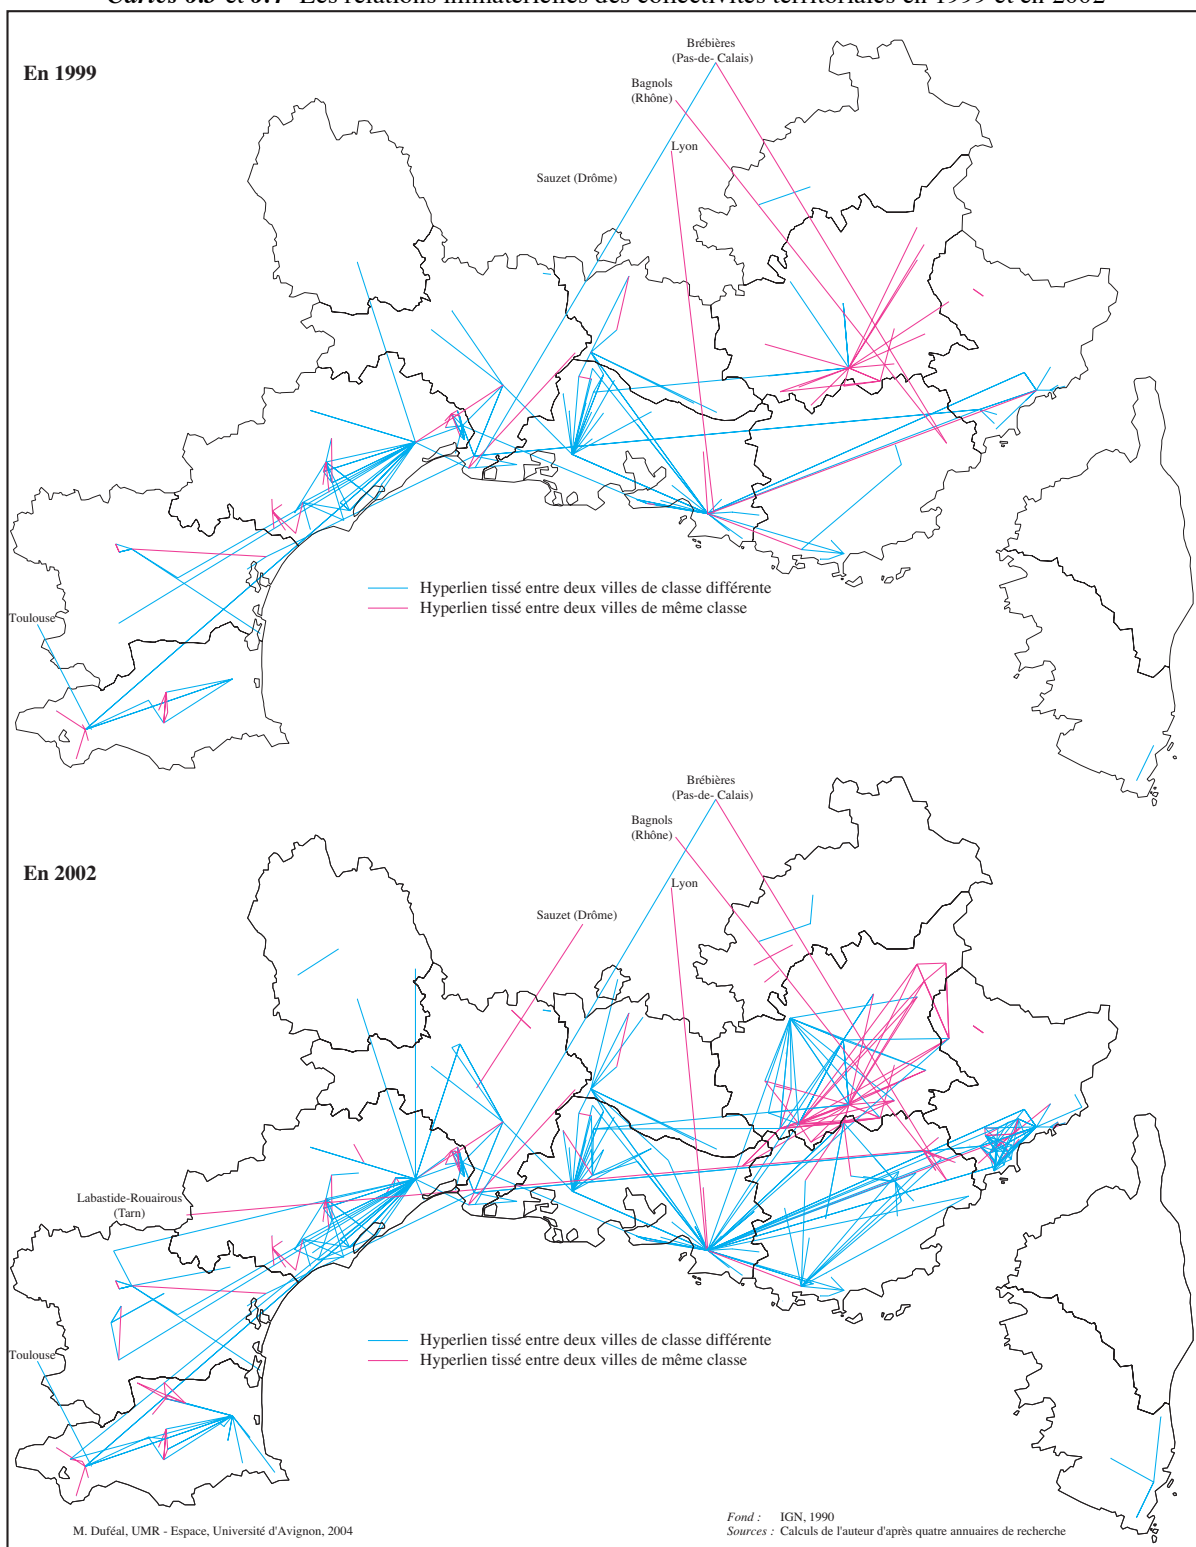 Cartes 6.3 et 6.4 Les relations immatérielles des collectivités territoriales en 1999 et en 2002
En 1999
Brébières
(Pas-de- Calais)
Bagnols
(Rhône)
Lyon
Sauzet (Drôme)
Hyperlien tissé entre deux villes de classe différente
Hyperlien tissé entre deux villes de même classe
Toulouse
En 2002
Brébières
(Pas-de- Calais)
Bagnols
(Rhône)
Lyon
Sauzet (Drôme)
Labastide-Rouairous
(Tarn)
Hyperlien tissé entre deux villes de classe différente
Hyperlien tissé entre deux villes de même classe
Toulouse
M. Duféal, UMR - Espace, Université d'Avignon, 2004
Fond : IGN, 1990
Sources : Calculs de l'auteur d'après quatre annuaires de recherche